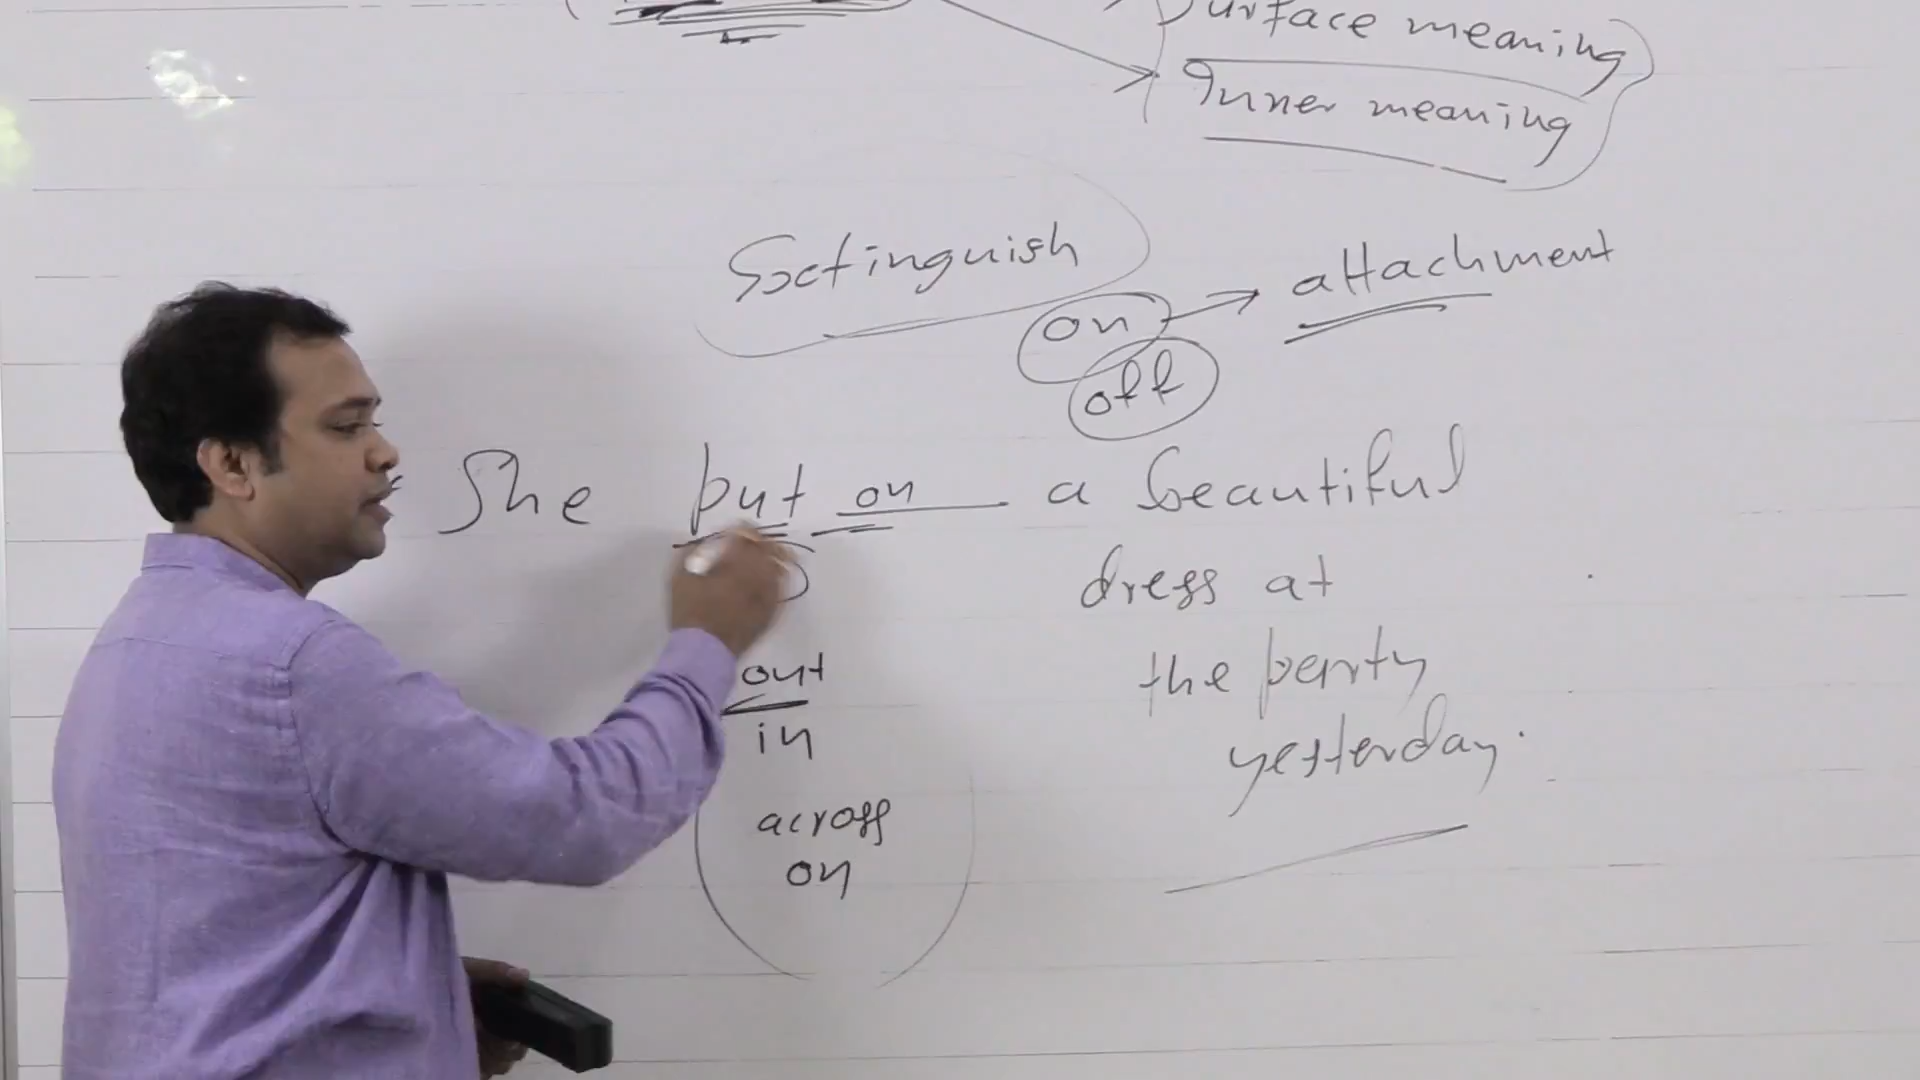 Surface meaning
Inner meaning
Extinguish
on → attachment
off
She put on a beautiful
dress at
the party
yesterday.
out
in
across
on